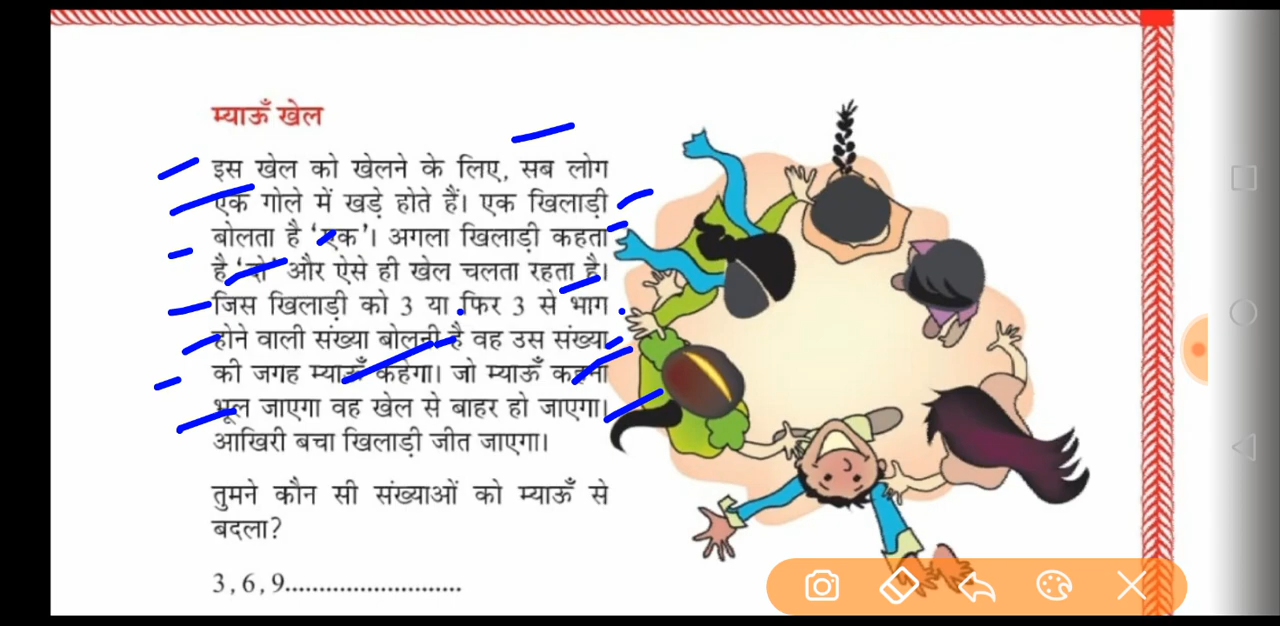 म्याऊँ खेल
इस खेल को खेलने के लिए, सब लोग
एक गोले में खड़े होते हैं। एक खिलाड़ी
बोलता है ‘एक’। अगला खिलाड़ी कहता
है ‘दो’ और ऐसे ही खेल चलता रहता है।
जिस खिलाड़ी को 3 या फिर 3 से भाग
होने वाली संख्या बोलनी है वह उस संख्या
की जगह म्याऊँ कहेगा। जो म्याऊँ कहना
भूल जाएगा वह खेल से बाहर हो जाएगा।
आखिरी बचा खिलाड़ी जीत जाएगा।
तुमने कौन सी संख्याओं को म्याऊँ से
बदला?
3, 6, 9..........................